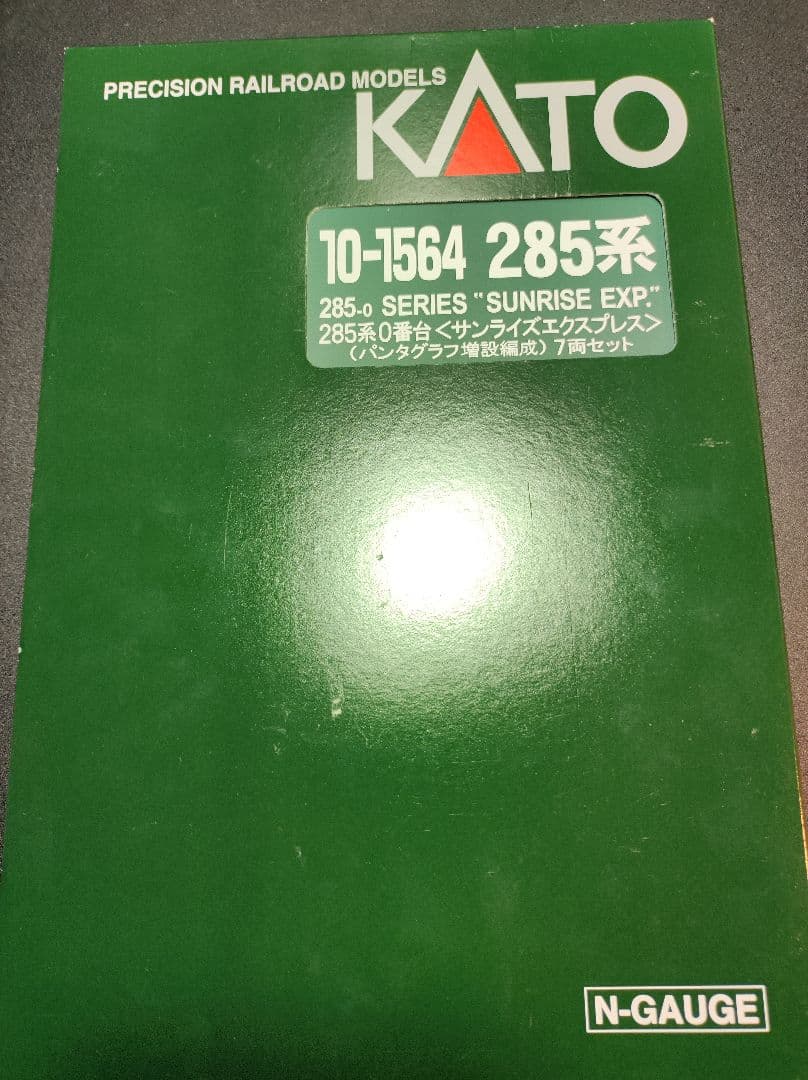 PRECISION RAILROAD MODELS
KATO
10-1564 285系
285-0 SERIES "SUNRISE EXP."
285系0番台<サンライズエクスプレス>
(パンタグラフ増設編成) 7両セット
N-GAUGE